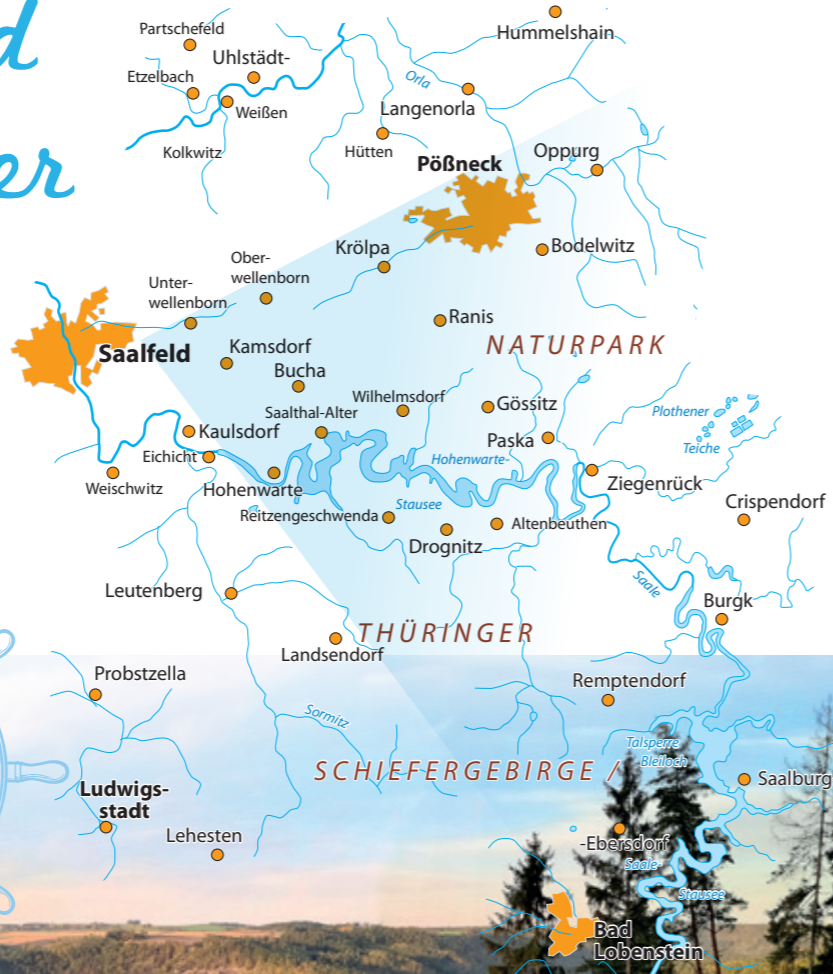 d
er
Partschefeld
Uhlstädt-
Etzelbach
Weißen
Kolkwitz
Hummelshain
Orla
Langenorla
Hütten
Pößneck
Oppurg
Bodelwitz
Krölpa
Ober-
wellenborn
Unter-
wellenborn
Ranis
NATURPARK
Saalfeld
Kamsdorf
Bucha
Wilhelmsdorf
Gössitz
Saalthal-Alter
Plothener
Teiche
Kaulsdorf
Paska
Eichicht
Hohenwarte-
Weischwitz
Hohenwarte
Ziegenrück
Stausee
Crispendorf
Reitzengeschwenda
Altenbeuthen
Drognitz
Saale
Leutenberg
Burgk
THÜRINGER
Landsendorf
Probstzella
Remptendorf
Sormitz
Talsperre
Bleiloch
SCHIEFERGEBIRGE /
Saalburg
Ludwigs-
stadt
Lehesten
-Ebersdorf
Saale-
Stausee
Bad
Lobenstein